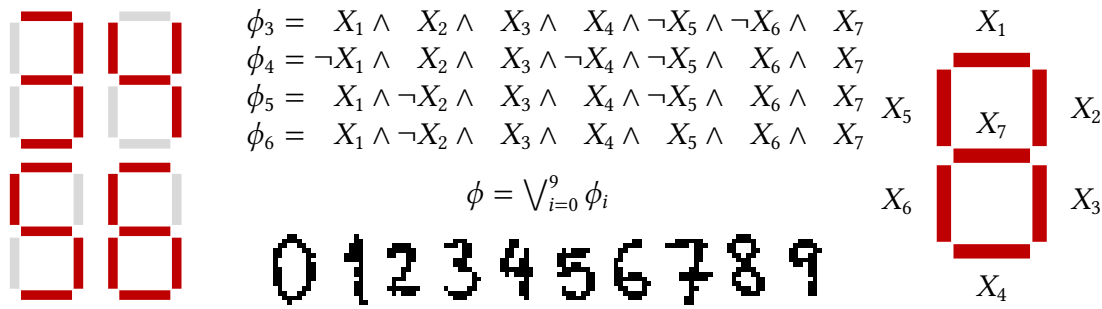 ϕ₃ = X₁ ∧ X₂ ∧ X₃ ∧ X₄ ∧ ¬X₅ ∧ ¬X₆ ∧ X₇
ϕ₄ = ¬X₁ ∧ X₂ ∧ X₃ ∧ ¬X₄ ∧ ¬X₅ ∧ X₆ ∧ X₇
ϕ₅ = X₁ ∧ ¬X₂ ∧ X₃ ∧ X₄ ∧ ¬X₅ ∧ X₆ ∧ X₇
ϕ₆ = X₁ ∧ ¬X₂ ∧ X₃ ∧ X₄ ∧ X₅ ∧ X₆ ∧ X₇
ϕ = ⋁⁹ᵢ₌₀ ϕᵢ
0 1 2 3 4 5 6 7 8 9
X₁
X₅
X₂
X₇
X₆
X₃
X₄